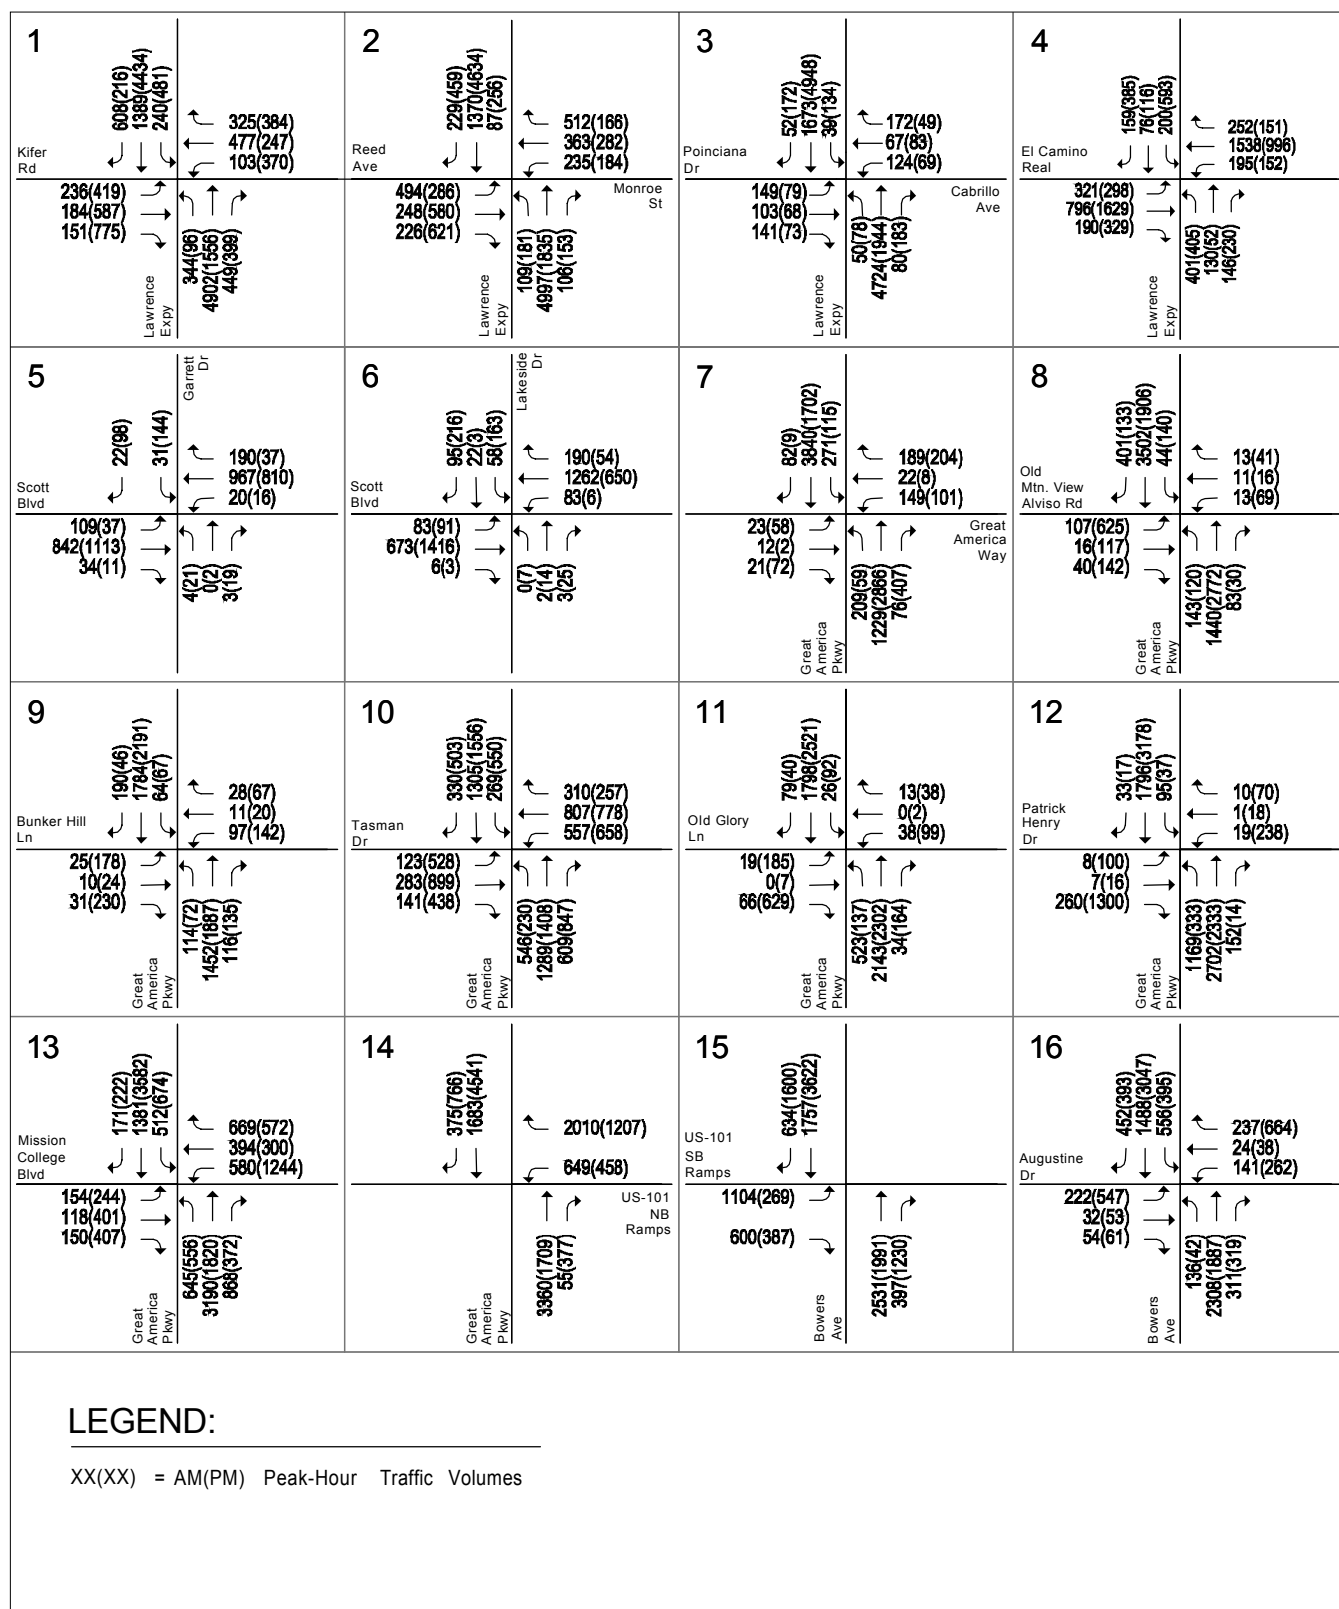 1
608(216)
1389(4434)
240(481)
325(384)
477(247)
103(370)
Kifer
Rd
236(419)
184(587)
151(775)
344(96)
4902(1556)
449(399)
Lawrence
Expy
2
229(459)
1370(4634)
87(256)
512(166)
363(282)
235(184)
Reed
Ave
Monroe
St
494(286)
248(580)
226(621)
109(181)
4997(1835)
106(153)
Lawrence
Expy
3
52(172)
1673(4948)
39(134)
172(49)
67(83)
124(69)
Poinciana
Dr
Cabrillo
Ave
149(79)
103(68)
141(73)
50(78)
4724(1944)
80(183)
Lawrence
Expy
4
159(385)
76(116)
200(593)
252(151)
1538(996)
195(152)
El Camino
Real
321(298)
796(1629)
190(329)
401(405)
130(52)
146(230)
Lawrence
Expy
5
Garrett
Dr
22(98)
31(144)
190(37)
967(810)
20(16)
Scott
Blvd
109(37)
842(1113)
34(11)
4(21)
0(2)
3(19)
6
Lakeside
Dr
95(216)
22(3)
58(163)
190(54)
1262(650)
83(6)
Scott
Blvd
83(91)
673(1416)
6(3)
0(7)
2(14)
3(25)
7
82(9)
3840(1702)
271(115)
189(204)
22(8)
149(101)
Great
America
Way
23(58)
12(2)
21(72)
209(59)
1229(2866)
76(407)
Great
America
Pkwy
8
401(133)
3502(1906)
44(140)
13(41)
11(16)
13(69)
Old
Mtn. View
Alviso Rd
107(625)
16(117)
40(142)
143(120)
1440(2772)
83(30)
Great
America
Pkwy
9
190(46)
1784(2191)
64(67)
28(67)
11(20)
97(142)
Bunker Hill
Ln
25(178)
10(24)
31(230)
114(72)
1452(1887)
116(135)
Great
America
Pkwy
10
330(503)
1305(1556)
269(550)
310(257)
807(778)
557(658)
Tasman
Dr
123(528)
283(899)
141(438)
546(230)
1289(1408)
609(847)
Great
America
Pkwy
11
79(40)
1798(2521)
26(92)
13(38)
0(2)
38(99)
Old Glory
Ln
19(185)
0(7)
66(629)
523(137)
2143(2302)
34(164)
Great
America
Pkwy
12
33(17)
1796(3178)
95(37)
10(70)
1(18)
19(238)
Patrick
Henry
Dr
8(100)
7(16)
260(1300)
1169(333)
2702(2333)
152(14)
Great
America
Pkwy
13
171(222)
1381(3582)
512(674)
669(572)
394(300)
580(1244)
Mission
College
Blvd
154(244)
118(401)
150(407)
645(556)
3190(1820)
868(372)
Great
America
Pkwy
14
375(766)
1683(4541)
2010(1207)
649(458)
US-101
NB
Ramps
3360(1709)
55(377)
Great
America
Pkwy
15
634(1600)
1757(3622)
US-101
SB
Ramps
1104(269)
600(387)
2531(1991)
397(1230)
Bowers
Ave
16
452(393)
1488(3047)
556(395)
237(664)
24(38)
141(262)
Augustine
Dr
222(547)
32(53)
54(61)
136(42)
2308(1887)
311(319)
Bowers
Ave
LEGEND:
XX(XX) = AM(PM) Peak-Hour Traffic Volumes